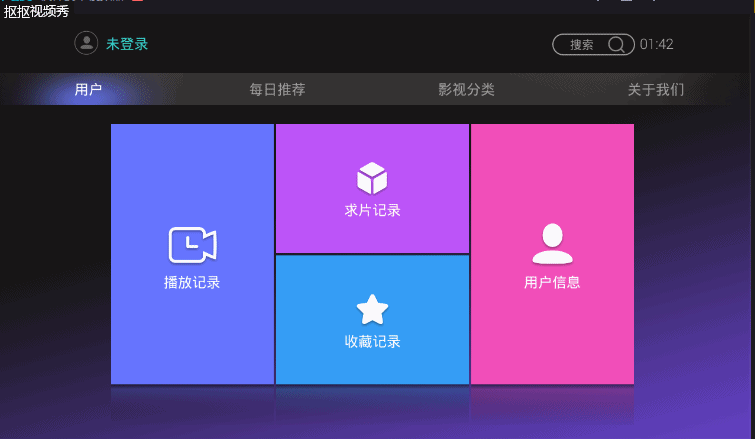 抠抠视频秀
未登录
搜索
01:42
用户
每日推荐
影视分类
关于我们
求片记录
播放记录
用户信息
收藏记录